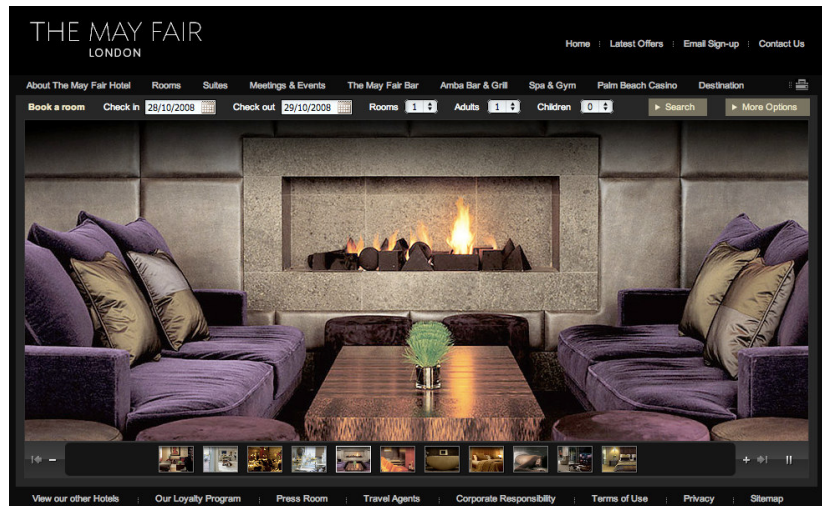 THE MAY FAIR
LONDON
Home Latest Offers Email Sign-up Contact Us
About The May Fair Hotel Rooms Suites Meetings & Events The May Fair Bar Amba Bar & Grill Spa & Gym Palm Beach Casino Destination
Book a room Check in 28/10/2008 Check out 29/10/2008 Rooms 1 Adults 1 Children 0 Search More Options
View our other Hotels Our Loyalty Program Press Room Travel Agents Corporate Responsibility Terms of Use Privacy Sitemap